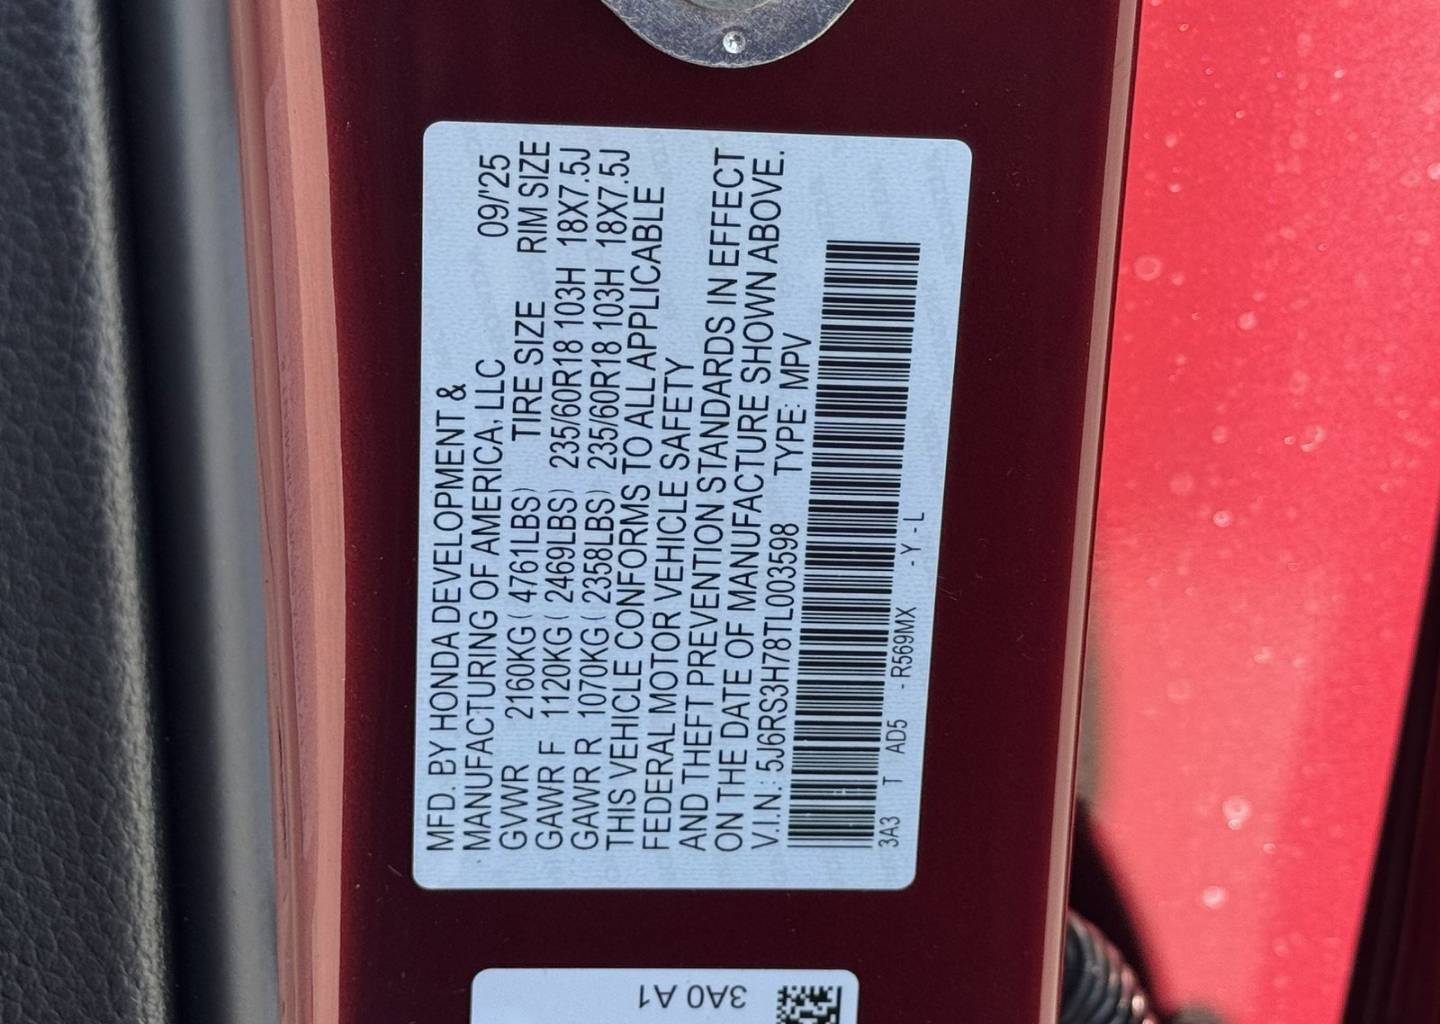 MFD. BY HONDA DEVELOPMENT &
MANUFACTURING OF AMERICA, LLC 09/'25
GVWR 2160KG ( 4761LBS) TIRE SIZE RIM SIZE
GAWR F 1120KG ( 2469LBS) 235/60R18 103H 18X7.5J
GAWR R 1070KG ( 2358LBS) 235/60R18 103H 18X7.5J
THIS VEHICLE CONFORMS TO ALL APPLICABLE
FEDERAL MOTOR VEHICLE SAFETY
AND THEFT PREVENTION STANDARDS IN EFFECT
ON THE DATE OF MANUFACTURE SHOWN ABOVE.
V.I.N.: 5J6RS3H78TL003598 TYPE: MPV
3A3 T AD5 - R569MX - Y - L
3A0 A1